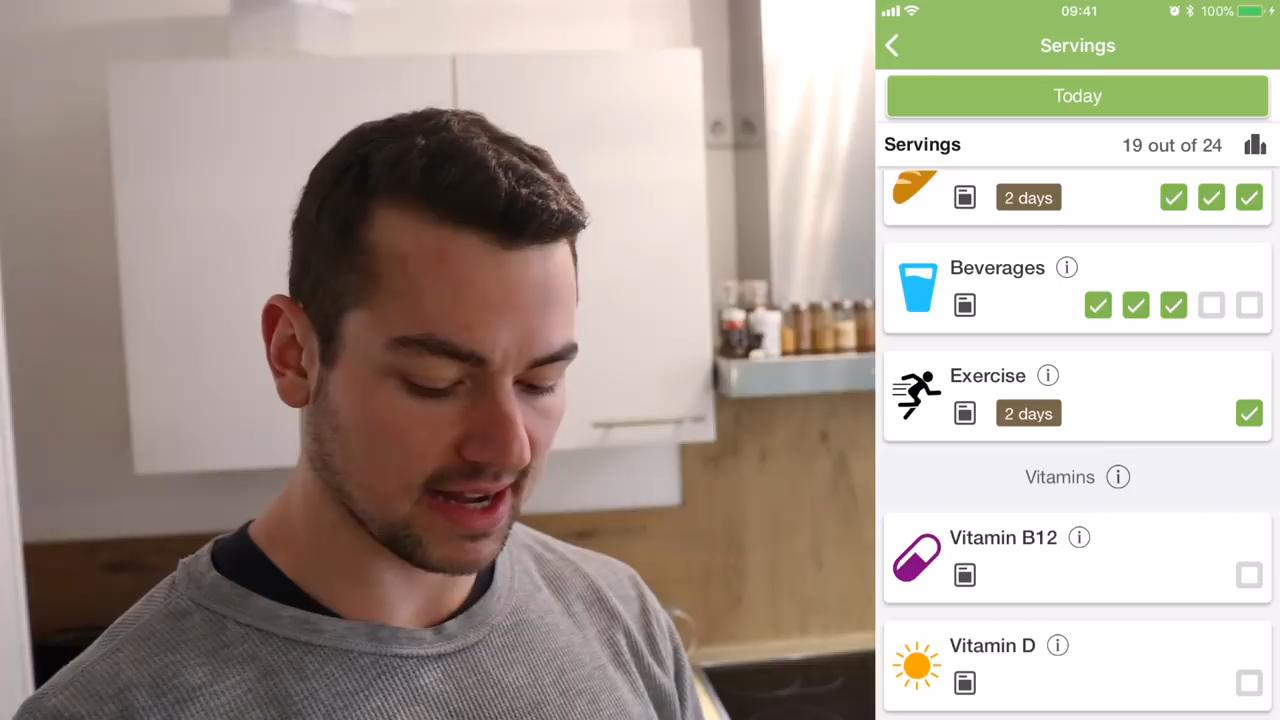 09:41
100%
Servings
Today
Servings 19 out of 24
2 days
Beverages
Exercise
2 days
Vitamins
Vitamin B12
Vitamin D